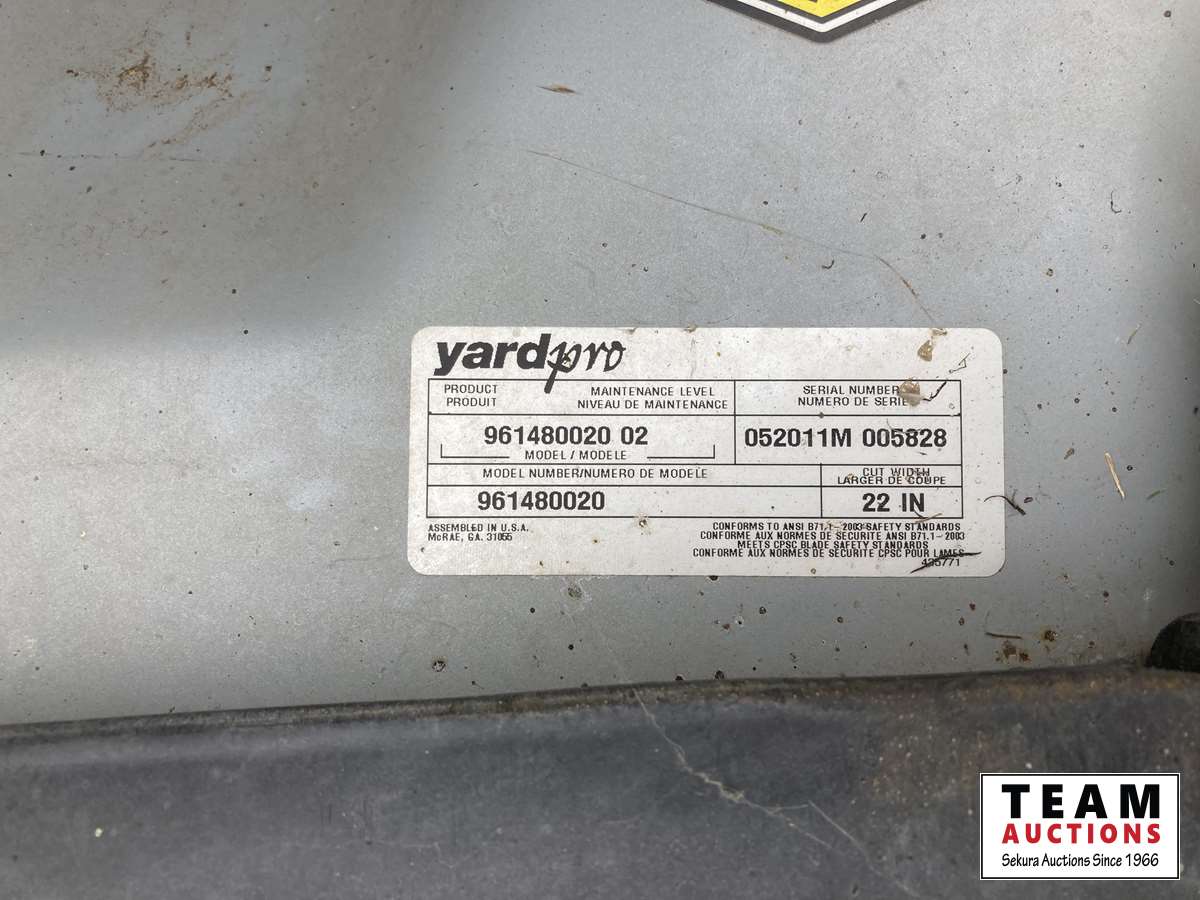 yardpro
PRODUCT MAINTENANCE LEVEL
PRODUIT NIVEAU DE MAINTENANCE
SERIAL NUMBER
NUMERO DE SERIE
961480020 02
MODEL / MODELE
052011M 005828
MODEL NUMBER/NUMERO DE MODELE
CUT WIDTH
LARGER DE COUPE
961480020
22 IN
ASSEMBLED IN U.S.A.
McRAE, GA. 31055
CONFORMS TO ANSI B71.1-2003 SAFETY STANDARDS
CONFORME AUX NORMES DE SECURITE ANSI B71.1-2003
MEETS CPSC BLADE SAFETY STANDARDS
CONFORME AUX NORMES DE SECURITE CPSC POUR LAMES
435771
TEAM
AUCTIONS
Sekura Auctions Since 1966